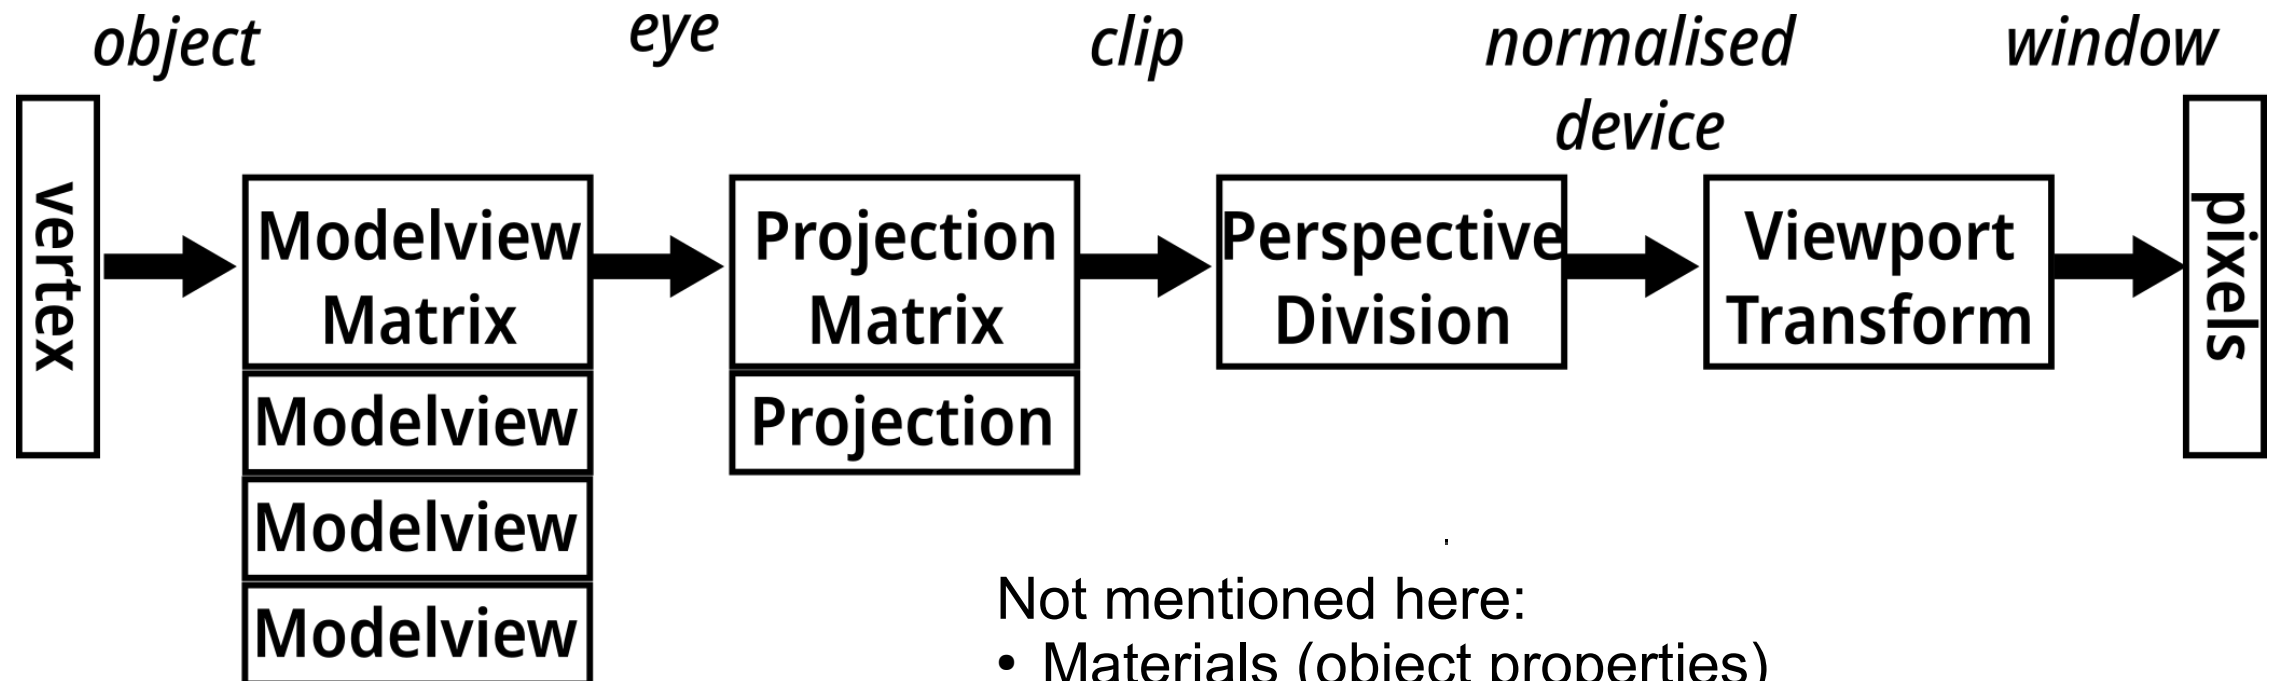 object
eye
clip
normalised
device
window
vertex
Modelview
Matrix
Modelview
Modelview
Modelview
Projection
Matrix
Projection
Perspective
Division
Viewport
Transform
pixels
Not mentioned here:
• Materials (object properties)